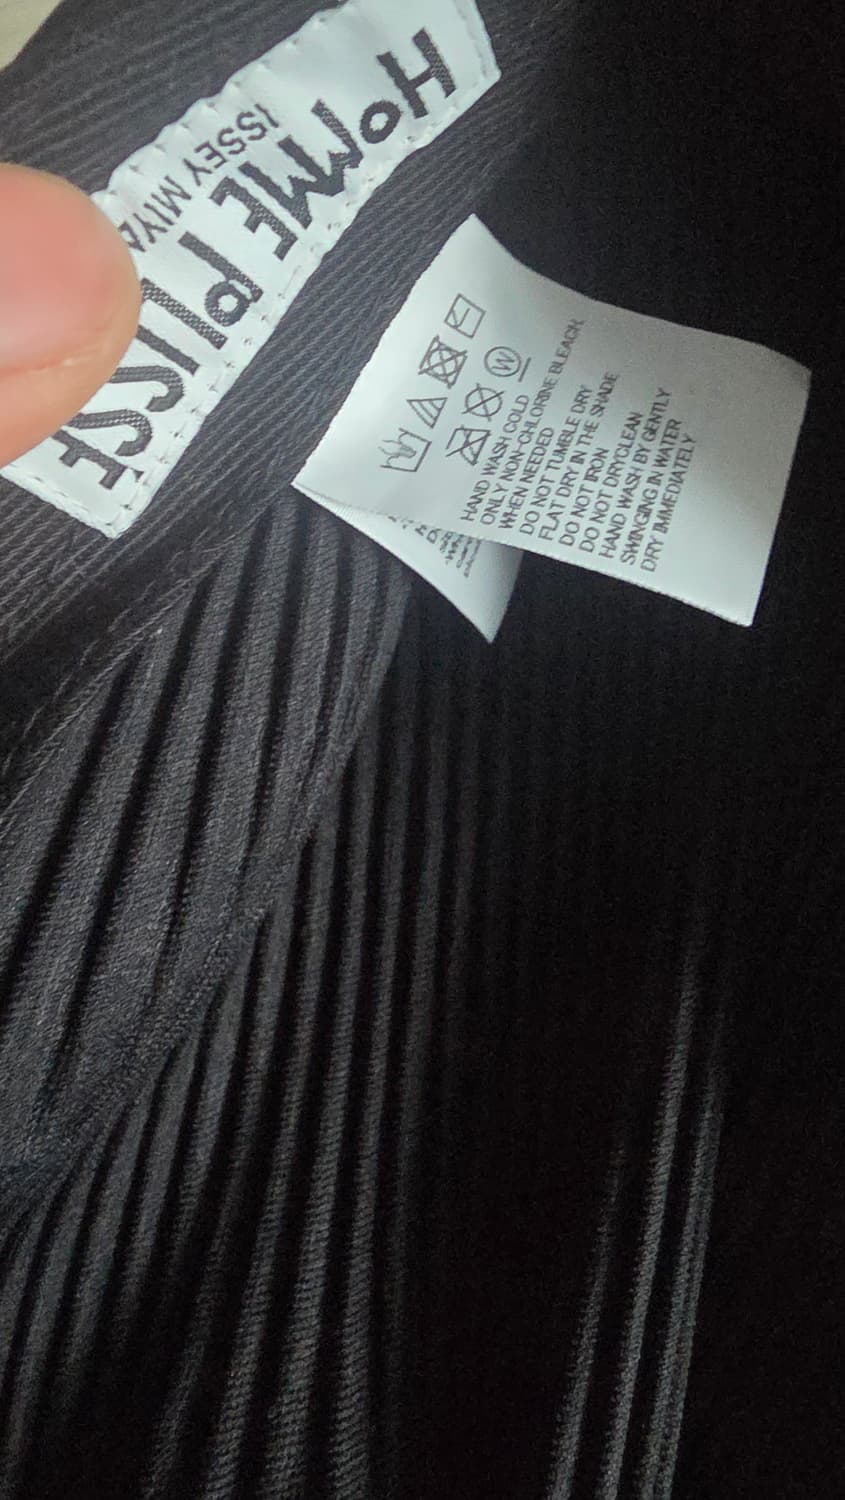 HOMME PLISSÉ
ISSEY
HAND WASH COLD
ONLY NON-CHLORINE BLEACH,
WHEN NEEDED
DO NOT TUMBLE DRY
FLAT DRY IN THE SHADE
DO NOT IRON
DO NOT DRYCLEAN
HAND WASH BY GENTLY
SWINGING IN WATER
DRY IMMEDIATELY
W